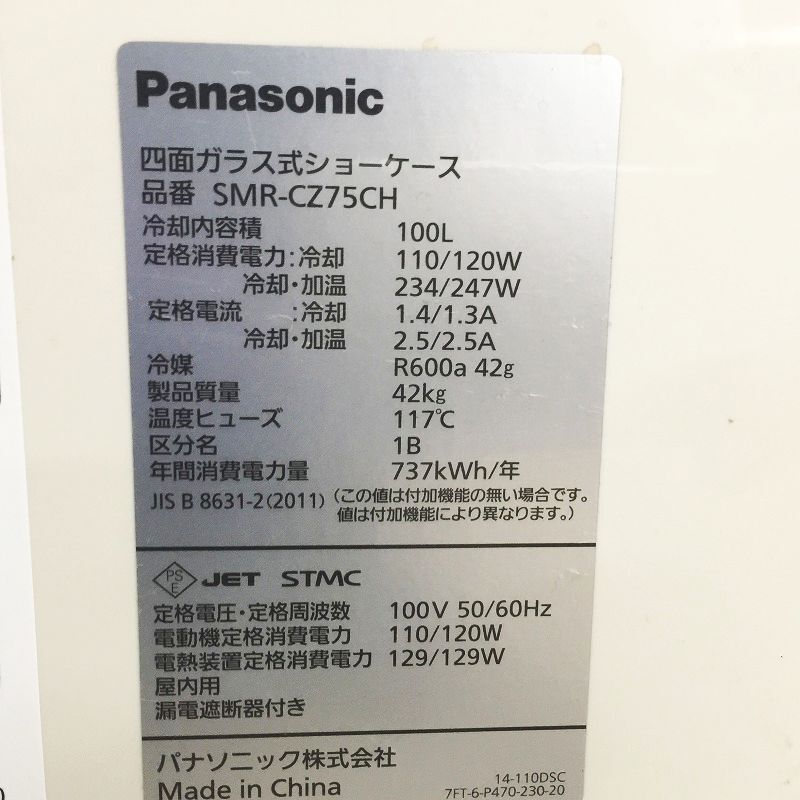 Panasonic
四面ガラス式ショーケース
品番 SMR-CZ75CH
冷却内容積 100L
定格消費電力:冷却 110/120W
冷却・加温 234/247W
定格電流 :冷却 1.4/1.3A
冷却・加温 2.5/2.5A
冷媒 R600a 42g
製品質量 42kg
温度ヒューズ 117℃
区分名 1B
年間消費電力量 737kWh/年
JIS B 8631-2(2011) (この値は付加機能の無い場合です。
値は付加機能により異なります。)
PS
E JET STMC
定格電圧・定格周波数 100V 50/60Hz
電動機定格消費電力 110/120W
電熱装置定格消費電力 129/129W
屋内用
漏電遮断器付き
パナソニック株式会社
14-110DSC
Made in China 7FT-6-P470-230-20